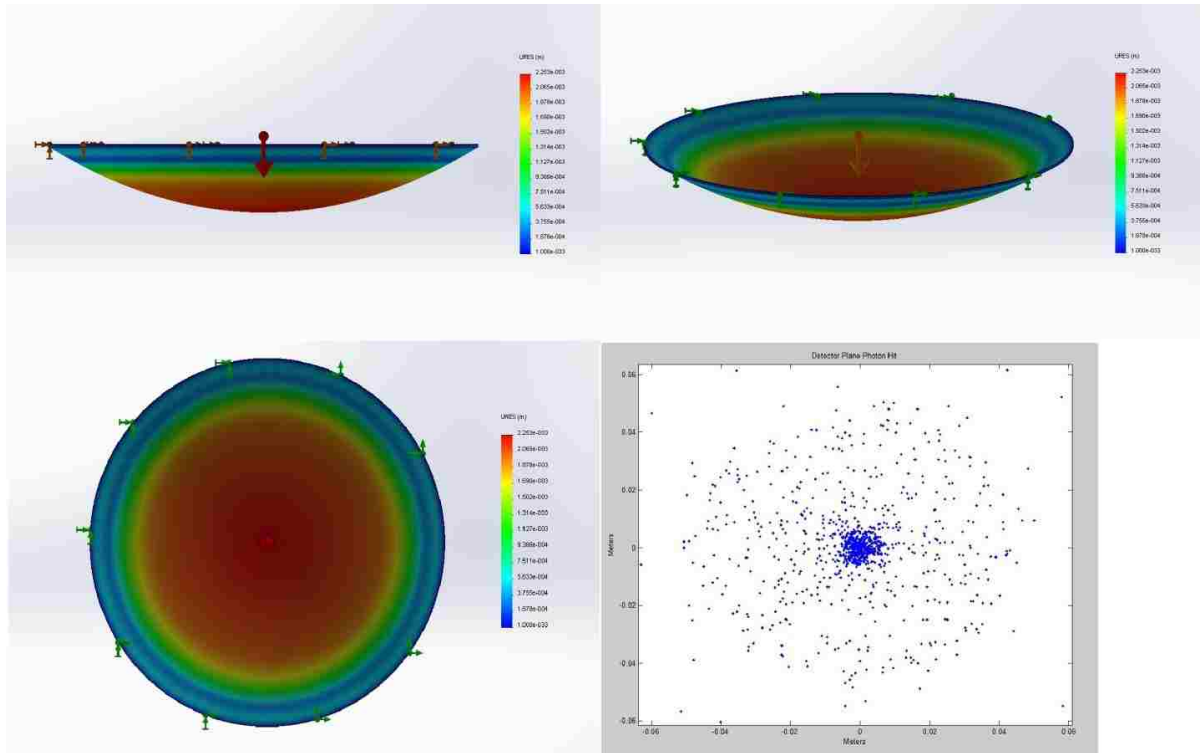 URES (m)
2.253e-003
2.065e-003
1.878e-003
1.690e-003
1.502e-003
1.314e-003
1.127e-003
9.388e-004
7.511e-004
5.633e-004
3.755e-004
1.878e-004
1.000e-033
URES (m)
2.253e-003
2.065e-003
1.878e-003
1.690e-003
1.502e-003
1.314e-003
1.127e-003
9.388e-004
7.511e-004
5.633e-004
3.755e-004
1.878e-004
1.000e-033
URES (m)
2.253e-003
2.065e-003
1.878e-003
1.690e-003
1.502e-003
1.314e-003
1.127e-003
9.388e-004
7.511e-004
5.633e-004
3.755e-004
1.878e-004
1.000e-033
Detector Plane Photon Hit
0.06
0.04
0.02
0
-0.02
-0.04
-0.06
Meters
-0.06 -0.04 -0.02 0 0.02 0.04 0.06
Meters